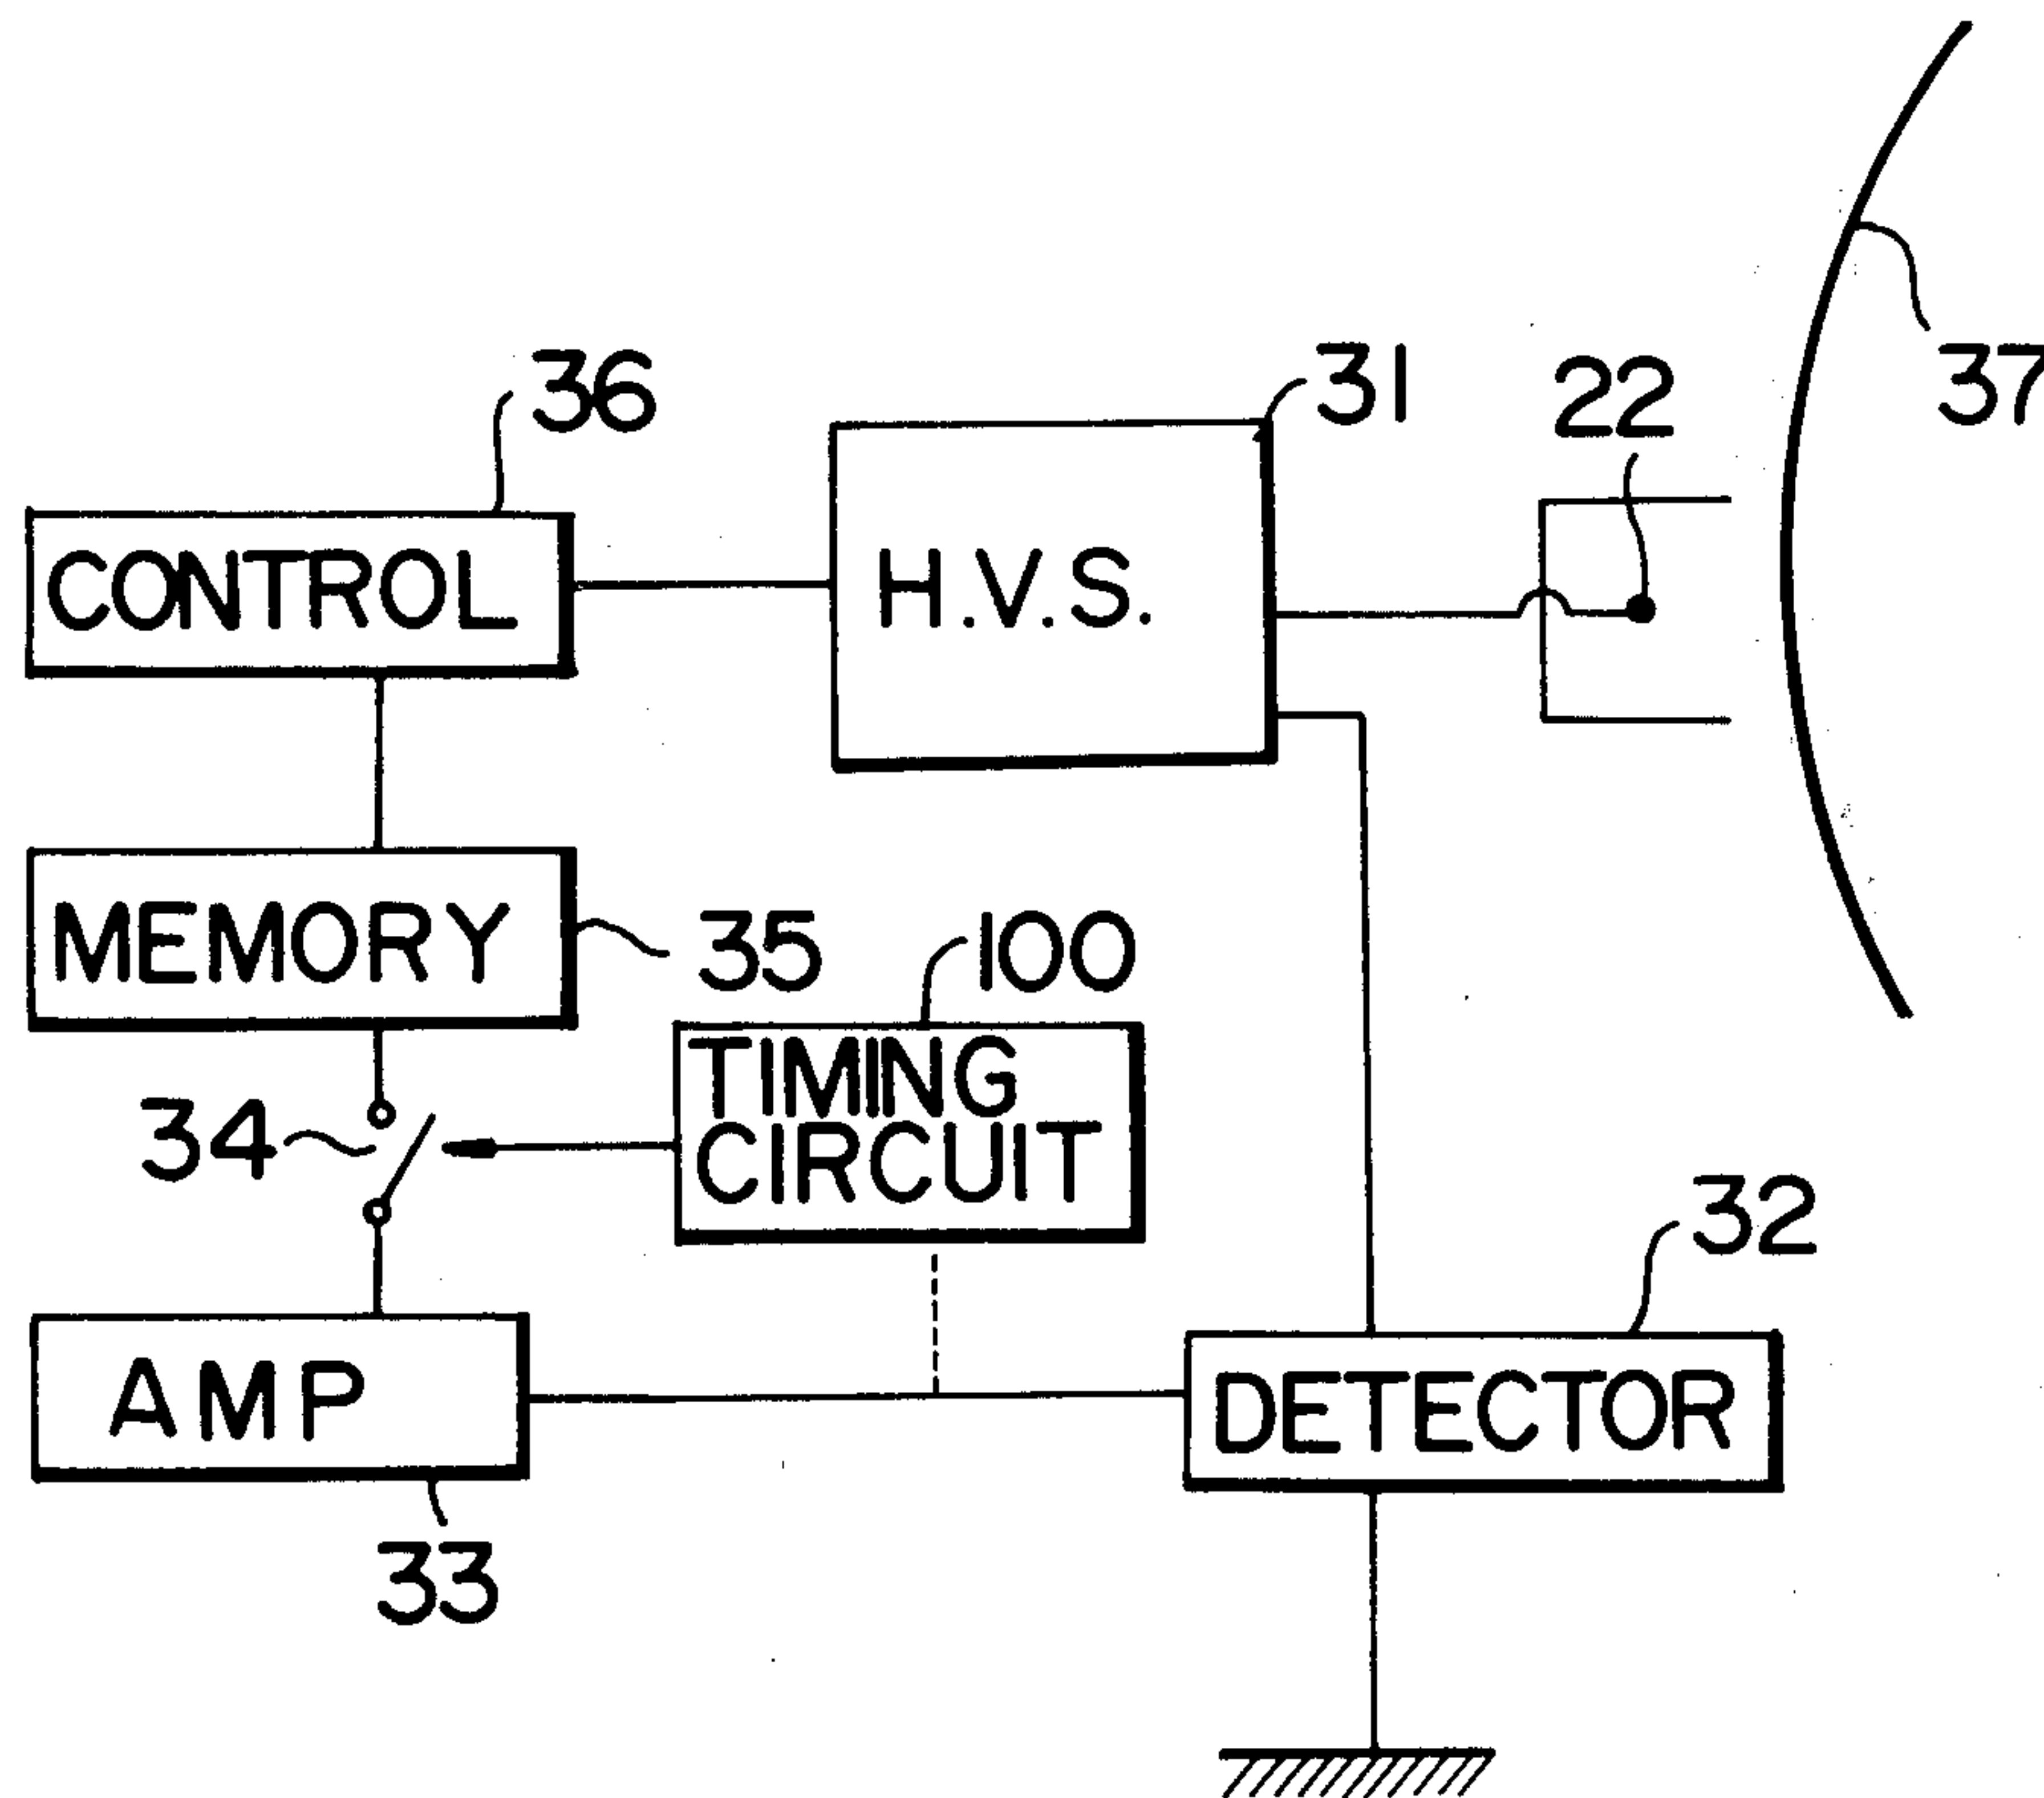 37
31
22
36
H.V.S.
CONTROL
MEMORY
35
100
TIMING
CIRCUIT
34
32
AMP
DETECTOR
33